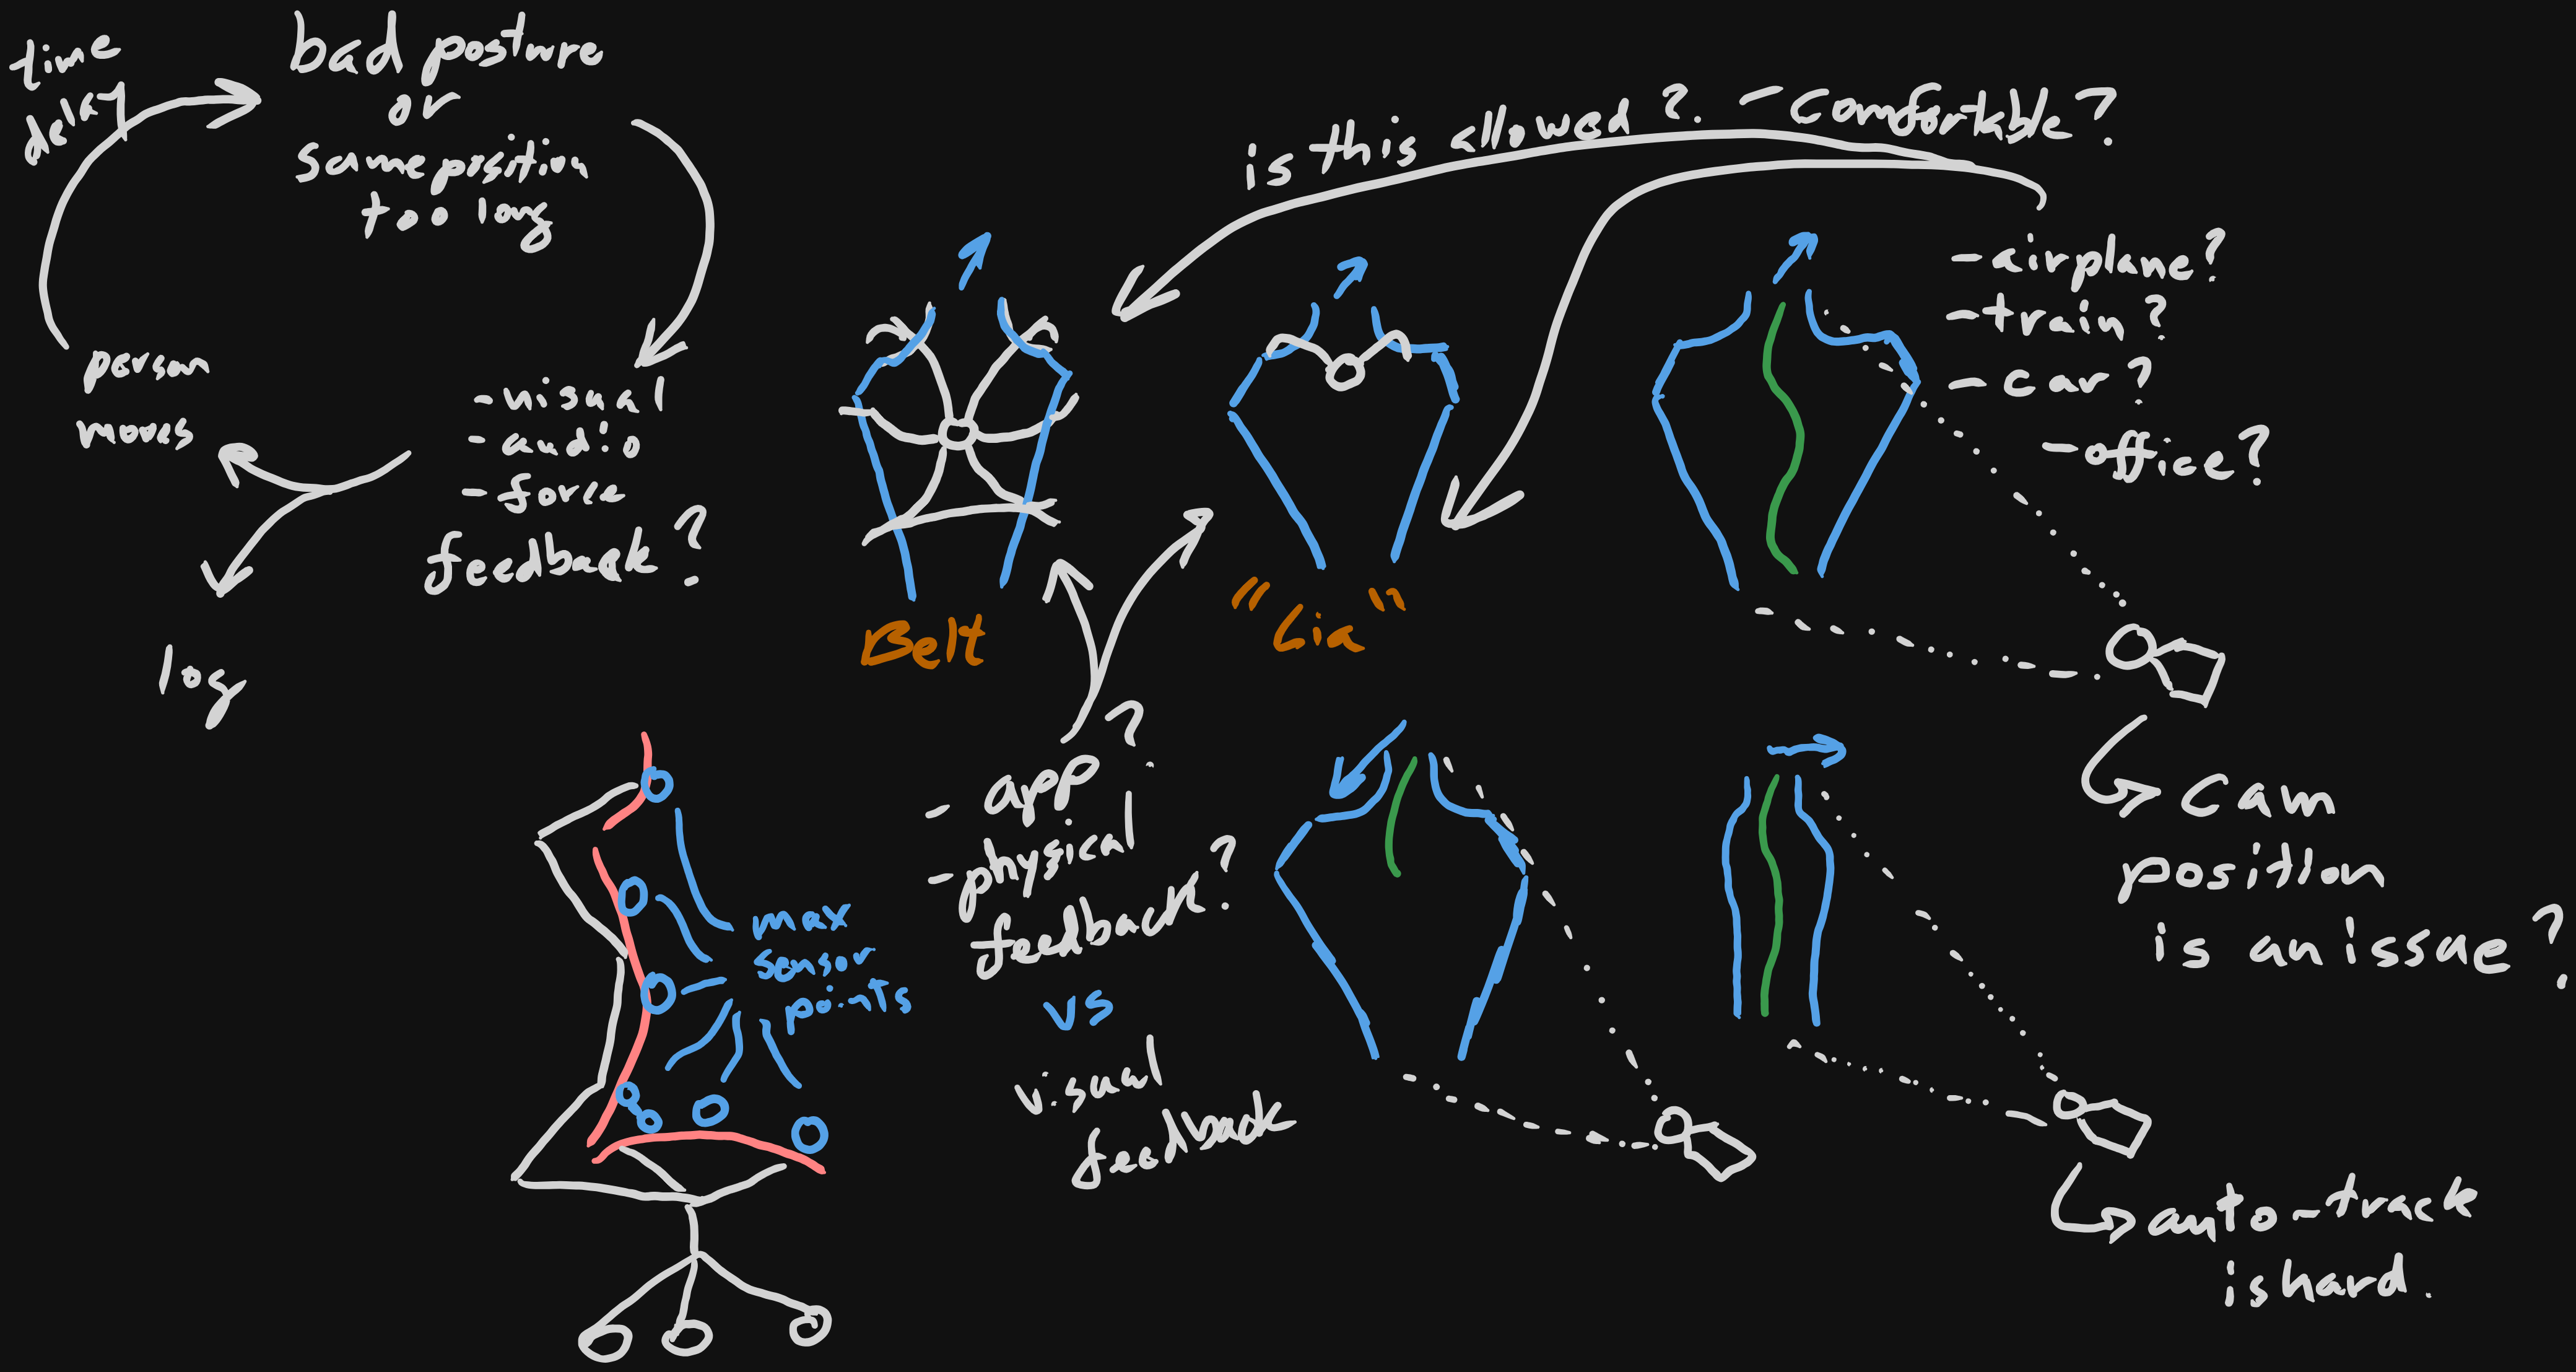 time
delay
bad posture
or
same position
too long
- visual
- audio
- force
feedback?
person
moves
log
is this allowed? - Comfortable?
- airplane?
- train?
- car?
- office?
Belt
"Lia"
- app?
- physical
feedback?
vs
visual
feedback
max
sensor
points
Cam
position
is an issue?
auto-track
is hard.